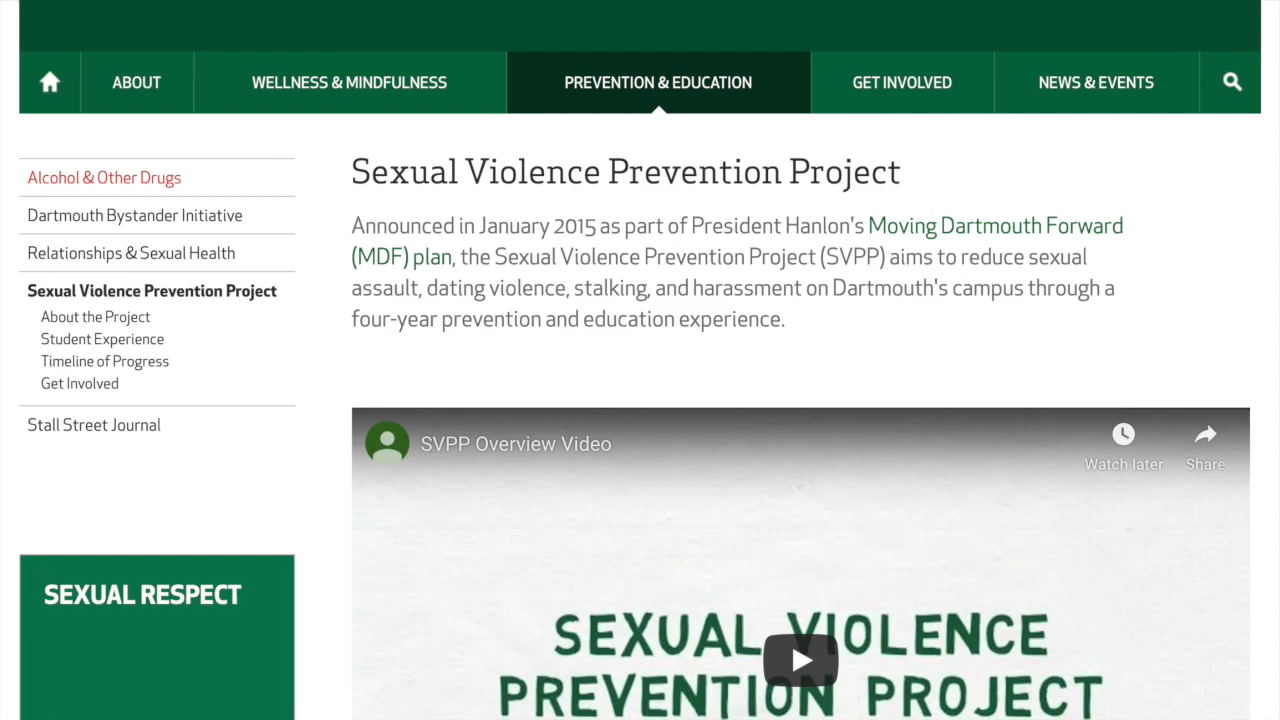 ABOUT
WELLNESS & MINDFULNESS
PREVENTION & EDUCATION
GET INVOLVED
NEWS & EVENTS
Alcohol & Other Drugs
Dartmouth Bystander Initiative
Relationships & Sexual Health
Sexual Violence Prevention Project
About the Project
Student Experience
Timeline of Progress
Get Involved
Stall Street Journal
SEXUAL RESPECT
Sexual Violence Prevention Project
Announced in January 2015 as part of President Hanlon's Moving Dartmouth Forward
(MDF) plan, the Sexual Violence Prevention Project (SVPP) aims to reduce sexual
assault, dating violence, stalking, and harassment on Dartmouth's campus through a
four-year prevention and education experience.
SVPP Overview Video
Watch later
Share
SEXUAL VIOLENCE
PREVENTION PROJECT